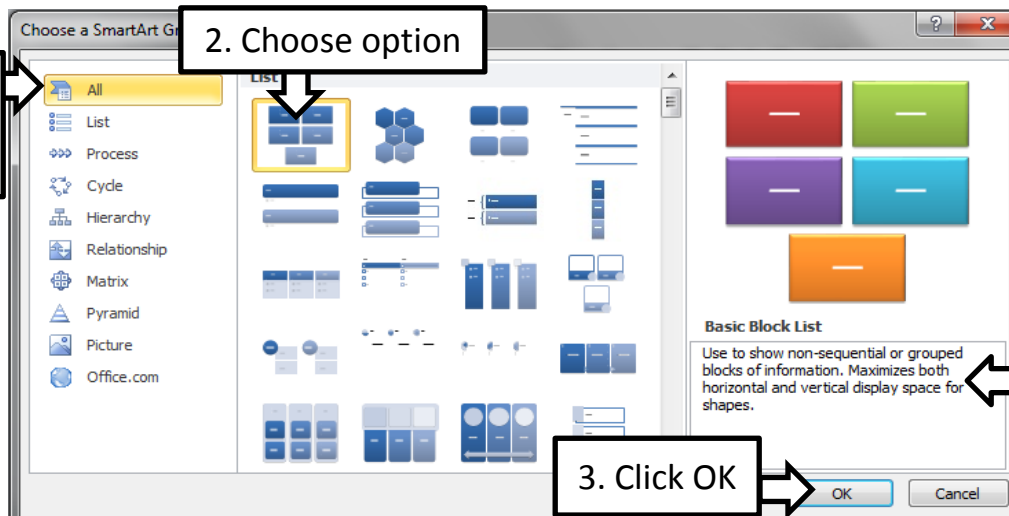 Choose a SmartArt Gr
2. Choose option
All
List
Process
Cycle
Hierarchy
Relationship
Matrix
Pyramid
Picture
Office.com
List
Basic Block List
Use to show non-sequential or grouped
blocks of information. Maximizes both
horizontal and vertical display space for
shapes.
3. Click OK
OK
Cancel